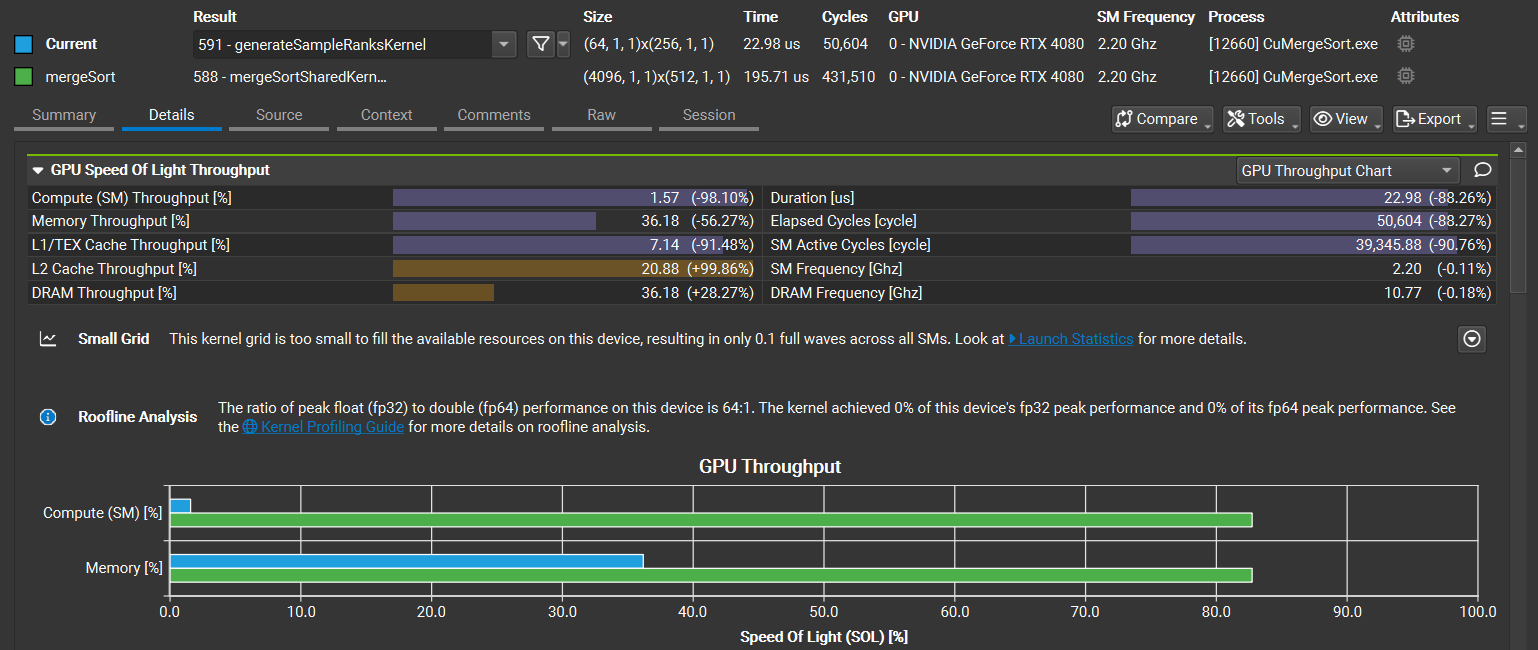 Result Size Time Cycles GPU SM Frequency Process Attributes
Current 591 - generateSampleRanksKernel (64, 1, 1)x(256, 1, 1) 22.98 us 50,604 0 - NVIDIA GeForce RTX 4080 2.20 Ghz [12660] CuMergeSort.exe
mergeSort 588 - mergeSortSharedKern... (4096, 1, 1)x(512, 1, 1) 195.71 us 431,510 0 - NVIDIA GeForce RTX 4080 2.20 Ghz [12660] CuMergeSort.exe
Summary Details Source Context Comments Raw Session Compare Tools View Export
GPU Speed Of Light Throughput GPU Throughput Chart
Compute (SM) Throughput [%] 1.57 (-98.10%) Duration [us] 22.98 (-88.26%)
Memory Throughput [%] 36.18 (-56.27%) Elapsed Cycles [cycle] 50,604 (-88.27%)
L1/TEX Cache Throughput [%] 7.14 (-91.48%) SM Active Cycles [cycle] 39,345.88 (-90.76%)
L2 Cache Throughput [%] 20.88 (+99.86%) SM Frequency [Ghz] 2.20 (-0.11%)
DRAM Throughput [%] 36.18 (+28.27%) DRAM Frequency [Ghz] 10.77 (-0.18%)
Small Grid This kernel grid is too small to fill the available resources on this device, resulting in only 0.1 full waves across all SMs. Look at Launch Statistics for more details.
Roofline Analysis The ratio of peak float (fp32) to double (fp64) performance on this device is 64:1. The kernel achieved 0% of this device's fp32 peak performance and 0% of its fp64 peak performance. See
the Kernel Profiling Guide for more details on roofline analysis.
GPU Throughput
Compute (SM) [%]
Memory [%]
0.0 10.0 20.0 30.0 40.0 50.0 60.0 70.0 80.0 90.0 100.0
Speed Of Light (SOL) [%]